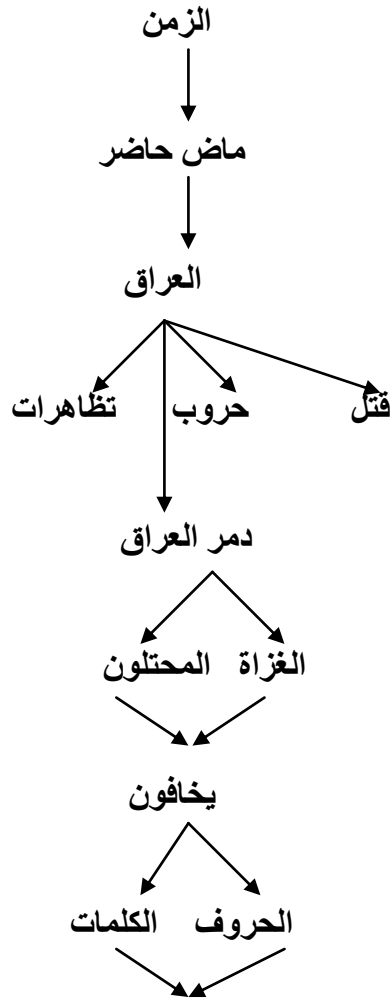 الزمن
ماض حاضر
العراق
قتل حروب تظاهرات
دمر العراق
الغزاة المحتلون
يخافون
الحروف الكلمات